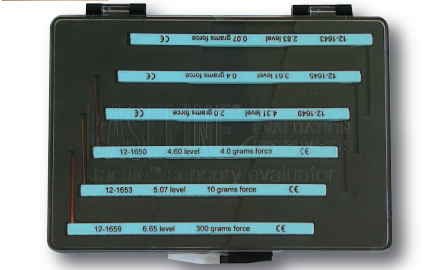 12-1643 2.83 level 0.07 grams force CE
12-1645 3.61 level 0.4 grams force CE
12-1649 4.31 level 2.0 grams force CE
BASELINE
EVALUATION
12-1650 4.60 level 4.0 grams force CE
tactile™ sensory evaluator
12-1653 5.07 level 10 grams force CE
12-1659 6.65 level 300 grams force CE